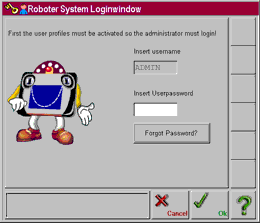 Roboter System Loginwindow
First the user profiles must be activated so the administrator must login!
Insert username
ADMIN
Insert Userpassword
Forgot Password?
Cancel
Ok